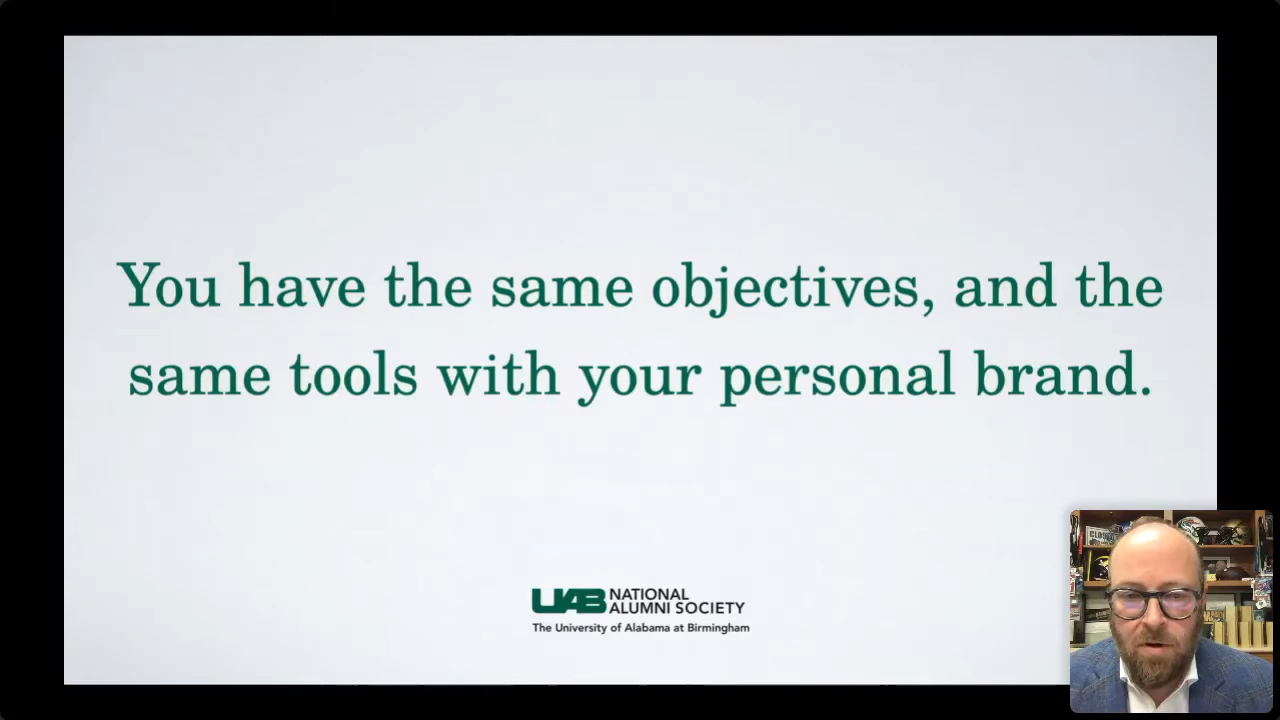 You have the same objectives, and the
same tools with your personal brand.
UAB NATIONAL
ALUMNI SOCIETY
The University of Alabama at Birmingham